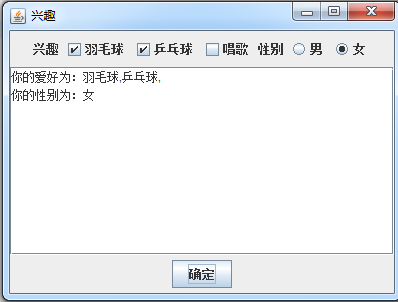 兴趣
兴趣 羽毛球 乒乓球 唱歌 性别 男 女
你的爱好为：羽毛球,乒乓球,
你的性别为：女
确定